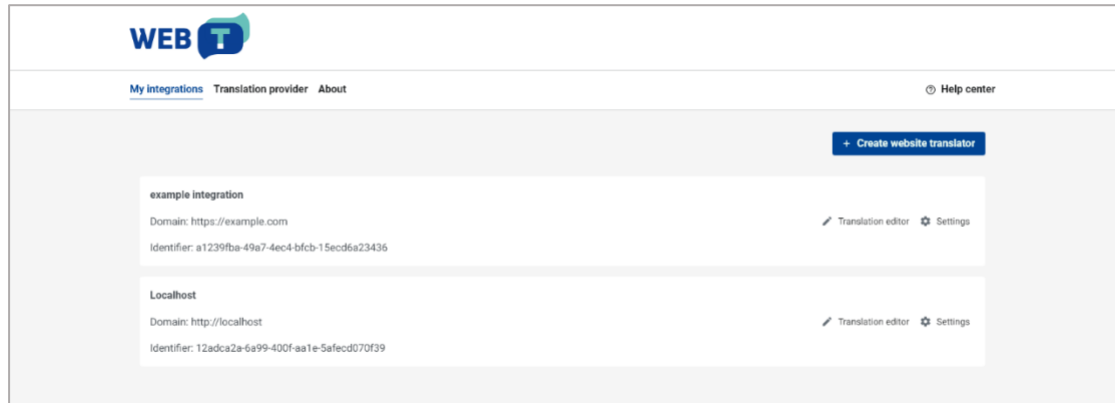 WEB T
My integrations Translation provider About Help center
+ Create website translator
example integration
Domain: https://example.com
Translation editor Settings
Identifier: a1239fba-49a7-4ec4-bfcb-15ecd6a23436
Localhost
Domain: http://localhost
Translation editor Settings
Identifier: 12adca2a-6a99-400f-aa1e-5afecd070f39